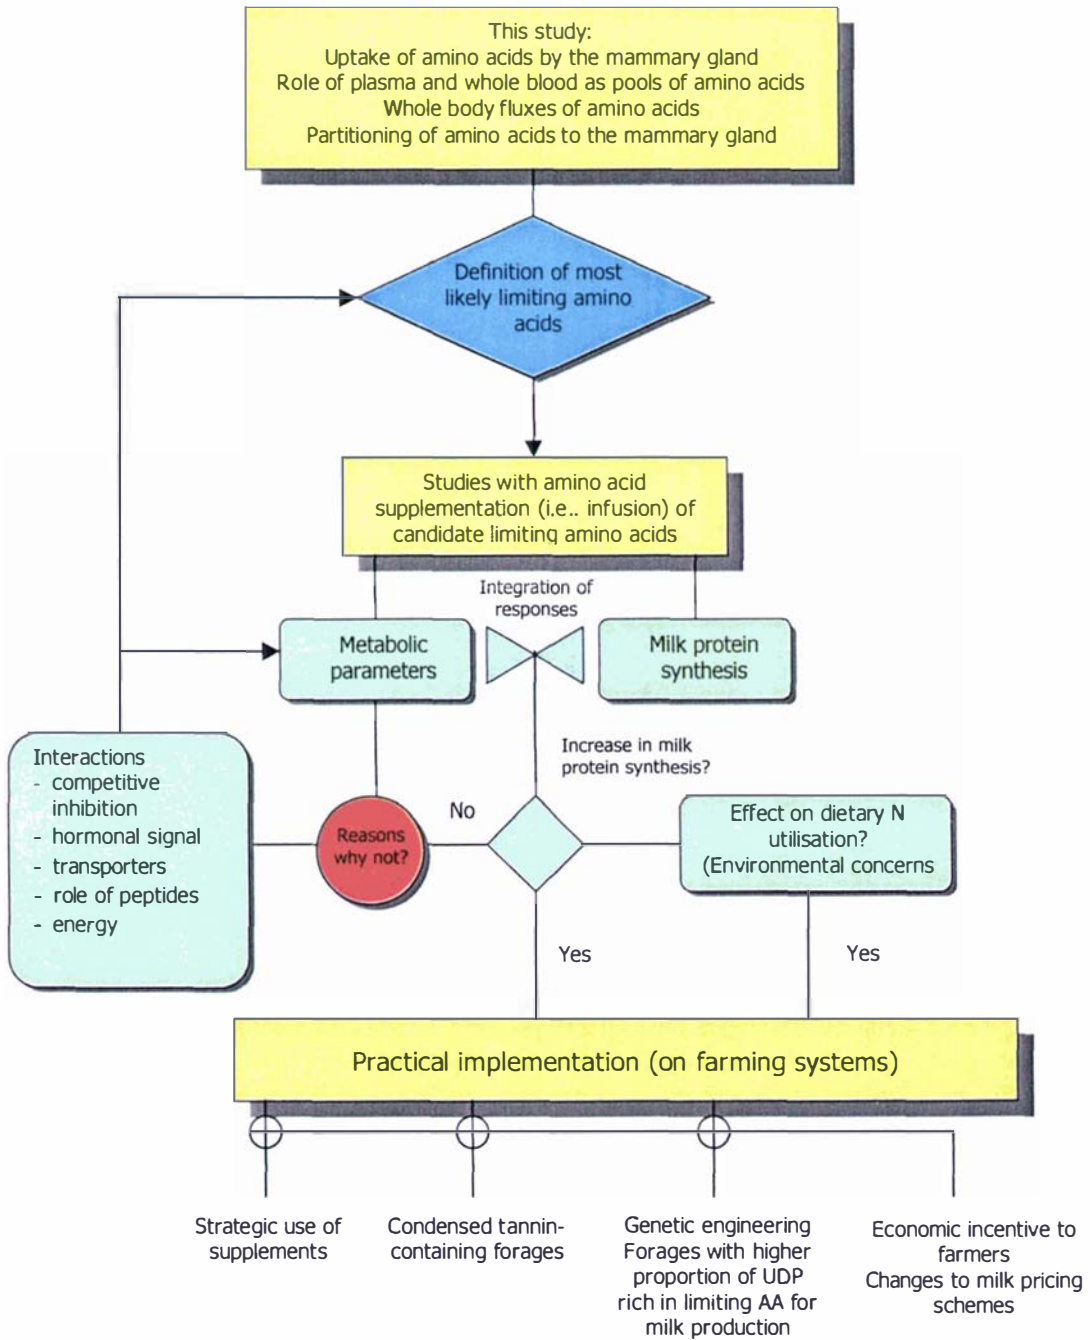 This study:
Uptake of amino acids by the mammary gland
Role of plasma and whole blood as pools of amino acids
Whole body fluxes of amino acids
Partitioning of amino acids to the mammary gland
Definition of most
likely limiting amino
acids
Studies with amino acid
supplementation (i.e.. infusion) of
candidate limiting amino acids
Integration of
responses
Metabolic
parameters
Milk protein
synthesis
Increase in milk
protein synthesis?
Interactions
- competitive
inhibition
- hormonal signal
- transporters
- role of peptides
- energy
Reasons
why not?
No
Effect on dietary N
utilisation?
(Environmental concerns
Yes
Yes
Practical implementation (on farming systems)
Strategic use of
supplements
Condensed tannin-
containing forages
Genetic engineering
Forages with higher
proportion of UDP
rich in limiting AA for
milk production
Economic incentive to
farmers
Changes to milk pricing
schemes